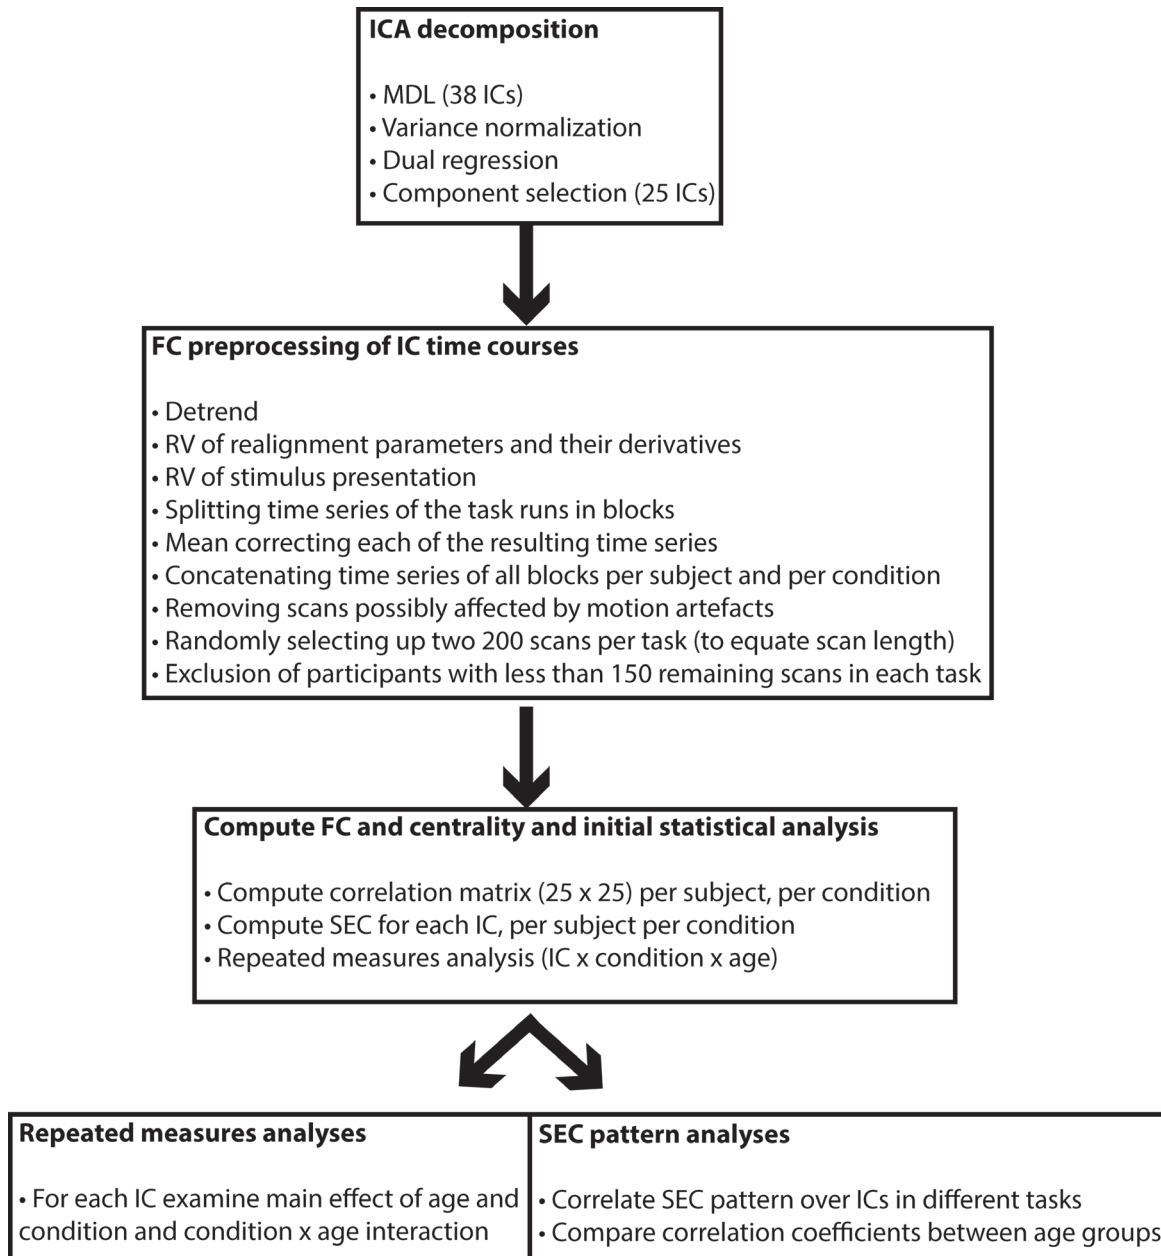 ICA decomposition
• MDL (38 ICs)
• Variance normalization
• Dual regression
• Component selection (25 ICs)
FC preprocessing of IC time courses
• Detrend
• RV of realignment parameters and their derivatives
• RV of stimulus presentation
• Splitting time series of the task runs in blocks
• Mean correcting each of the resulting time series
• Concatenating time series of all blocks per subject and per condition
• Removing scans possibly affected by motion artefacts
• Randomly selecting up two 200 scans per task (to equate scan length)
• Exclusion of participants with less than 150 remaining scans in each task
Compute FC and centrality and initial statistical analysis
• Compute correlation matrix (25 x 25) per subject, per condition
• Compute SEC for each IC, per subject per condition
• Repeated measures analysis (IC x condition x age)
Repeated measures analyses
• For each IC examine main effect of age and
condition and condition x age interaction
SEC pattern analyses
• Correlate SEC pattern over ICs in different tasks
• Compare correlation coefficients between age groups